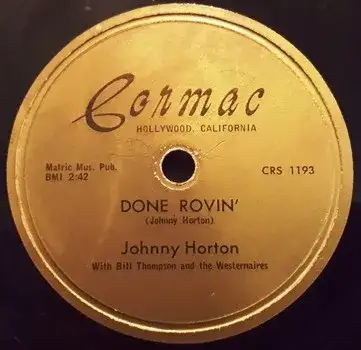 Cormac
HOLLYWOOD, CALIFORNIA
Matric Mus. Pub.
BMI 2:42
CRS 1193
DONE ROVIN'
(Johnny Horton)
Johnny Horton
With Bill Thompson and the Westernaires